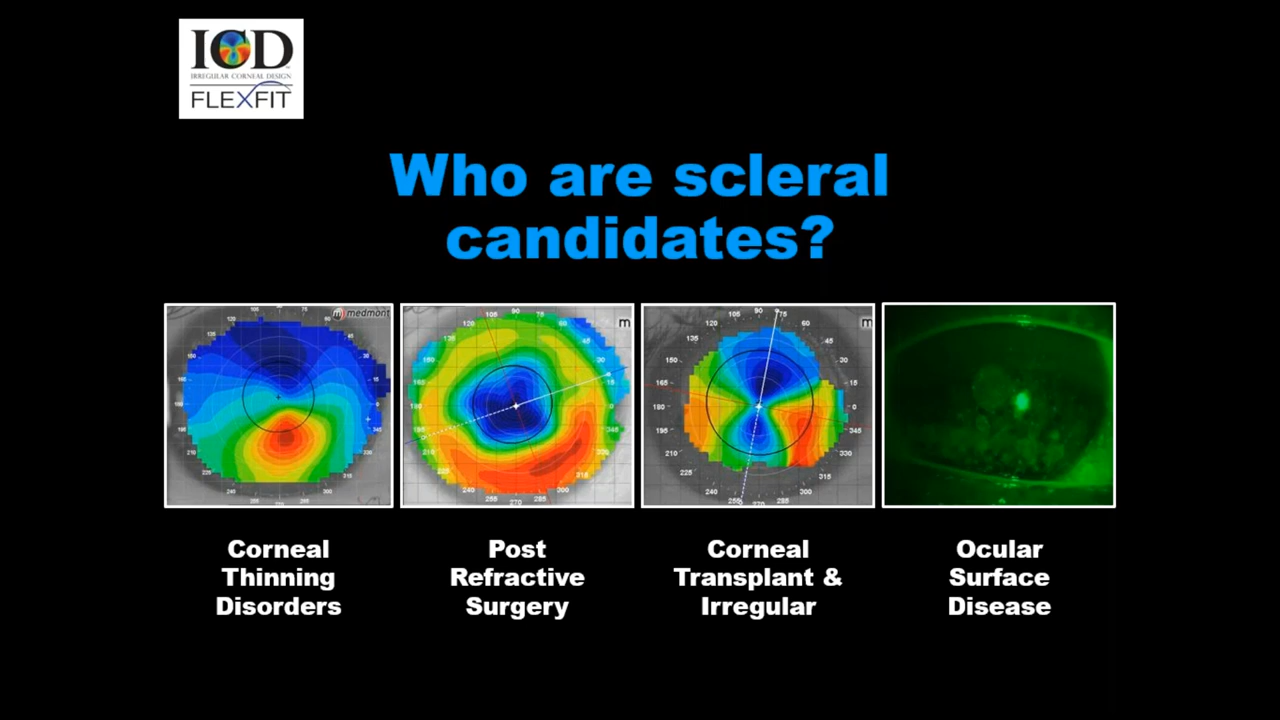 ICD
IRREGULAR CORNEAL DESIGN
FLEXFIT
Who are scleral
candidates?
medmont
m
m
Corneal
Thinning
Disorders
Post
Refractive
Surgery
Corneal
Transplant &
Irregular
Ocular
Surface
Disease